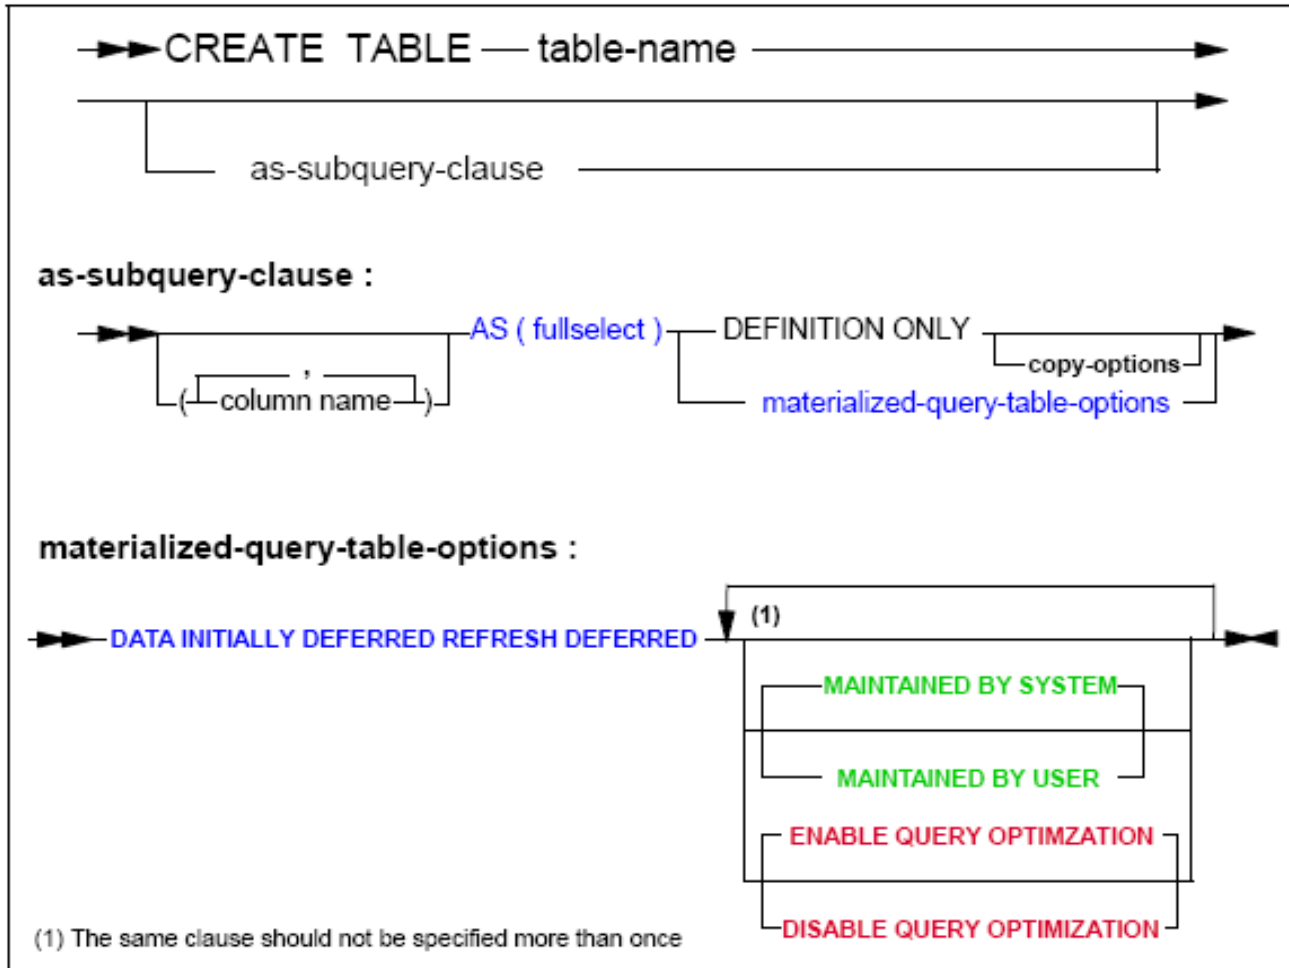 CREATE TABLE table-name
as-subquery-clause
as-subquery-clause :
AS ( fullselect ) DEFINITION ONLY
,
( column name )
copy-options
materialized-query-table-options
materialized-query-table-options :
(1)
DATA INITIALLY DEFERRED REFRESH DEFERRED
MAINTAINED BY SYSTEM
MAINTAINED BY USER
ENABLE QUERY OPTIMZATION
DISABLE QUERY OPTIMIZATION
(1) The same clause should not be specified more than once